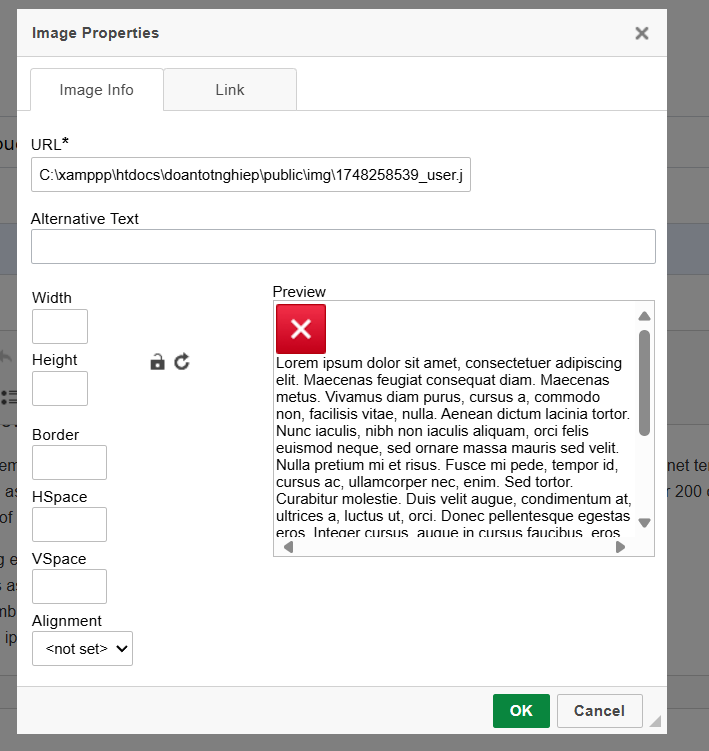 Image Properties
Image Info
Link
URL*
C:\xamppp\htdocs\doantotnghiep\public\img\1748258539_user.j
Alternative Text
Width
Height
Border
HSpace
VSpace
Alignment
<not set>
Preview
Lorem ipsum dolor sit amet, consectetuer adipiscing
elit. Maecenas feugiat consequat diam. Maecenas
metus. Vivamus diam purus, cursus a, commodo
non, facilisis vitae, nulla. Aenean dictum lacinia tortor.
Nunc iaculis, nibh non iaculis aliquam, orci felis
euismod neque, sed ornare massa mauris sed velit.
Nulla pretium mi et risus. Fusce mi pede, tempor id,
cursus ac, ullamcorper nec, enim. Sed tortor.
Curabitur molestie. Duis velit augue, condimentum at,
ultrices a, luctus ut, orci. Donec pellentesque egestas
eros. Integer cursus, augue in cursus faucibus, eros
OK
Cancel
r 200
of